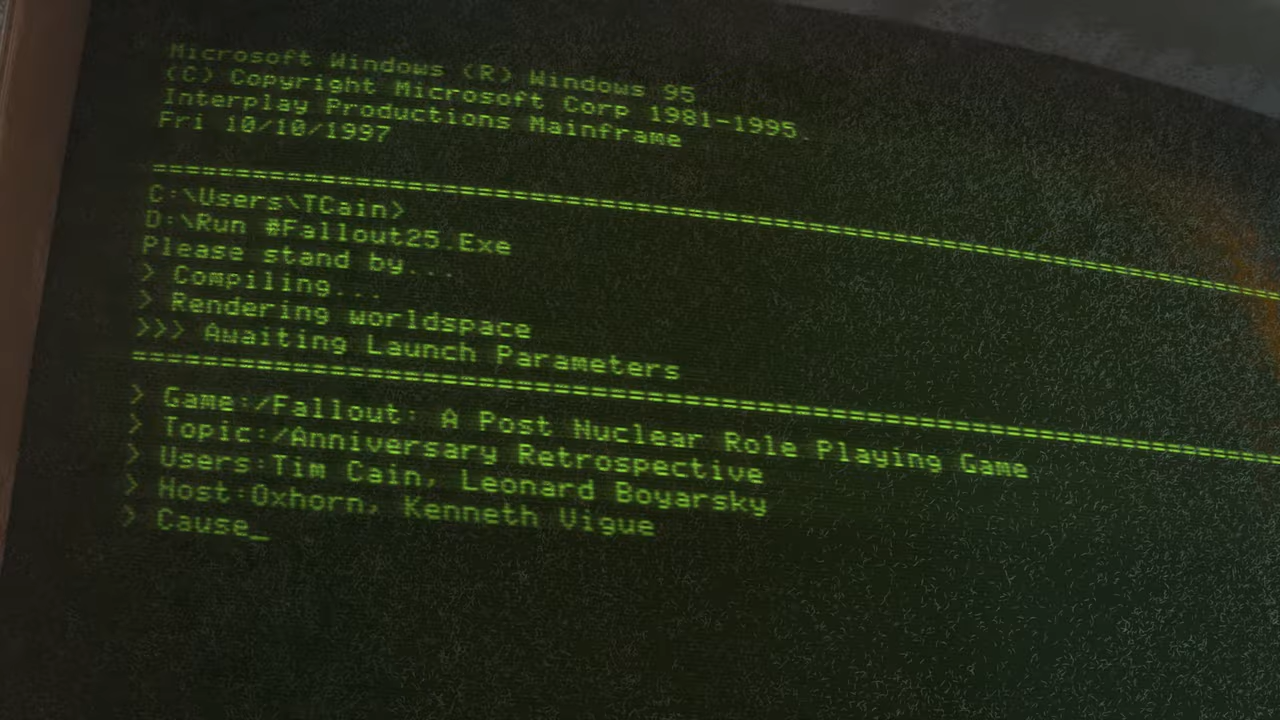 Microsoft Windows (R) Windows 95
(C) Copyright Microsoft Corp 1981-1995.
Interplay Productions Mainframe
Fri 10/10/1997
C:\Users\TCain>
D:\Run #Fallout25.Exe
Please stand by...
> Compiling...
> Rendering worldspace
>>> Awaiting Launch Parameters
> Game:/Fallout: A Post Nuclear Role Playing Game
> Topic:/Anniversary Retrospective
> Users:Tim Cain, Leonard Boyarsky
> Host:Oxhorn, Kenneth Vigue
> Cause_